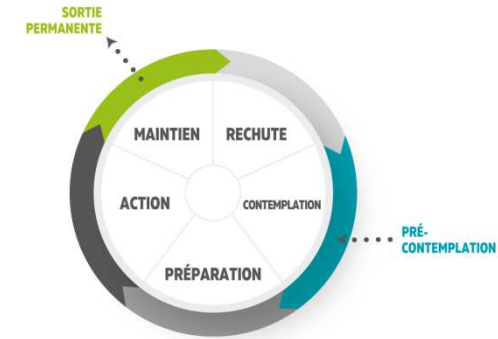 SORTIE
PERMANENTE
MAINTIEN
RECHUTE
ACTION
CONTEMPLATION
PRÉ-
CONTEMPLATION
PRÉPARATION